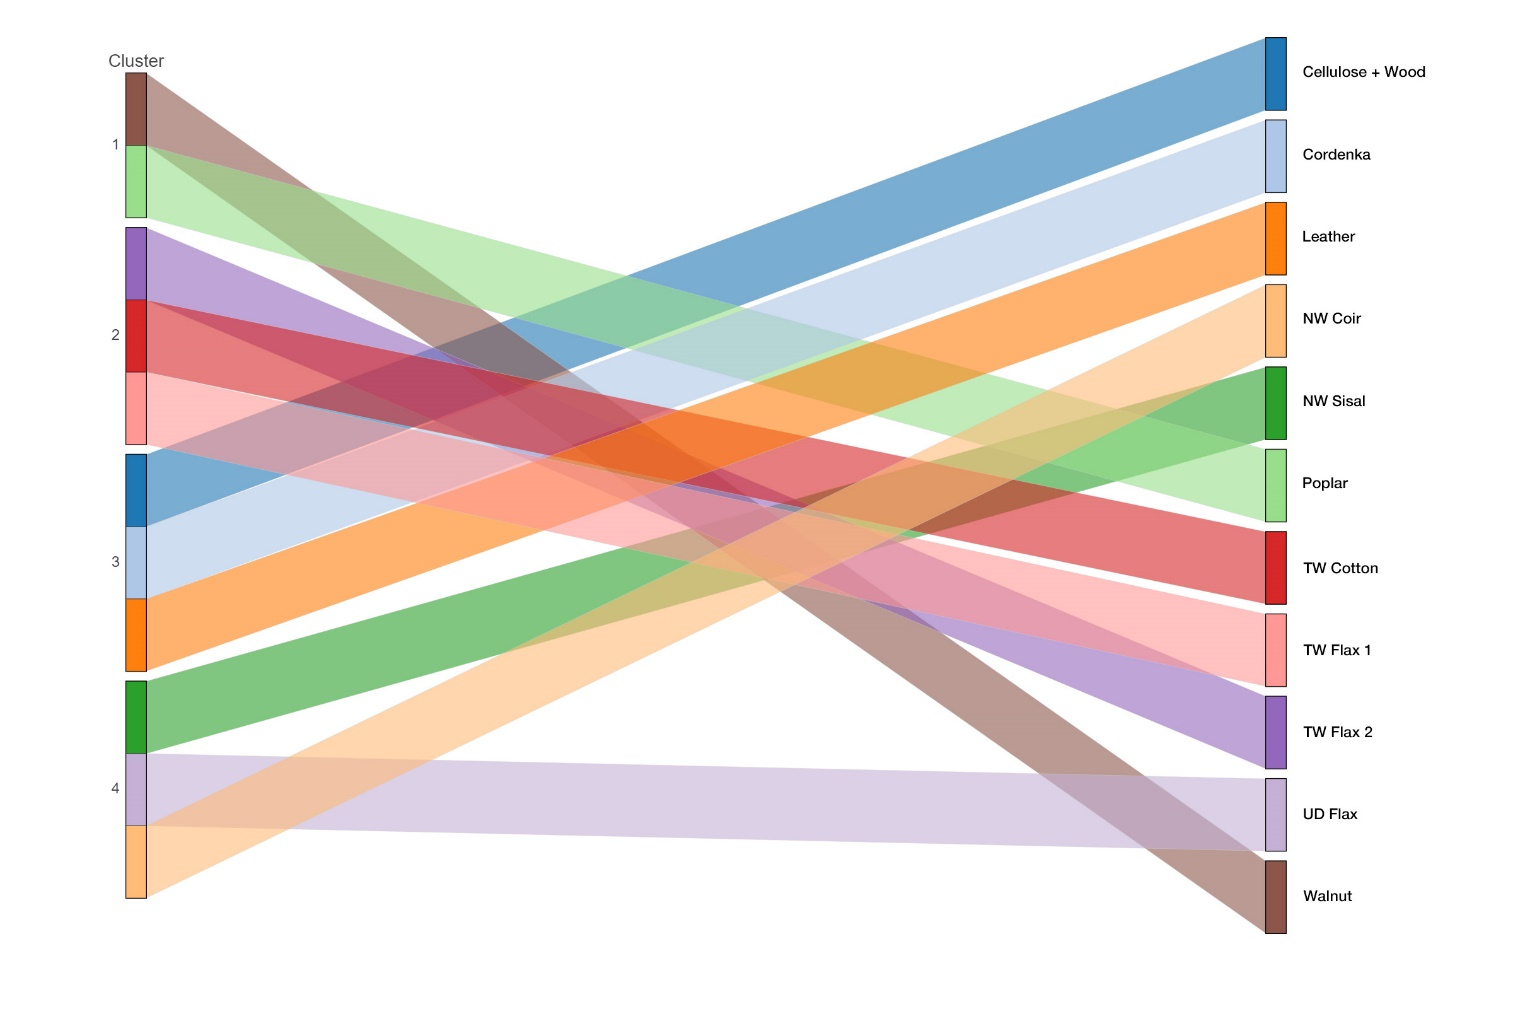 Cluster
1
2
3
4
Cellulose + Wood
Cordenka
Leather
NW Coir
NW Sisal
Poplar
TW Cotton
TW Flax 1
TW Flax 2
UD Flax
Walnut